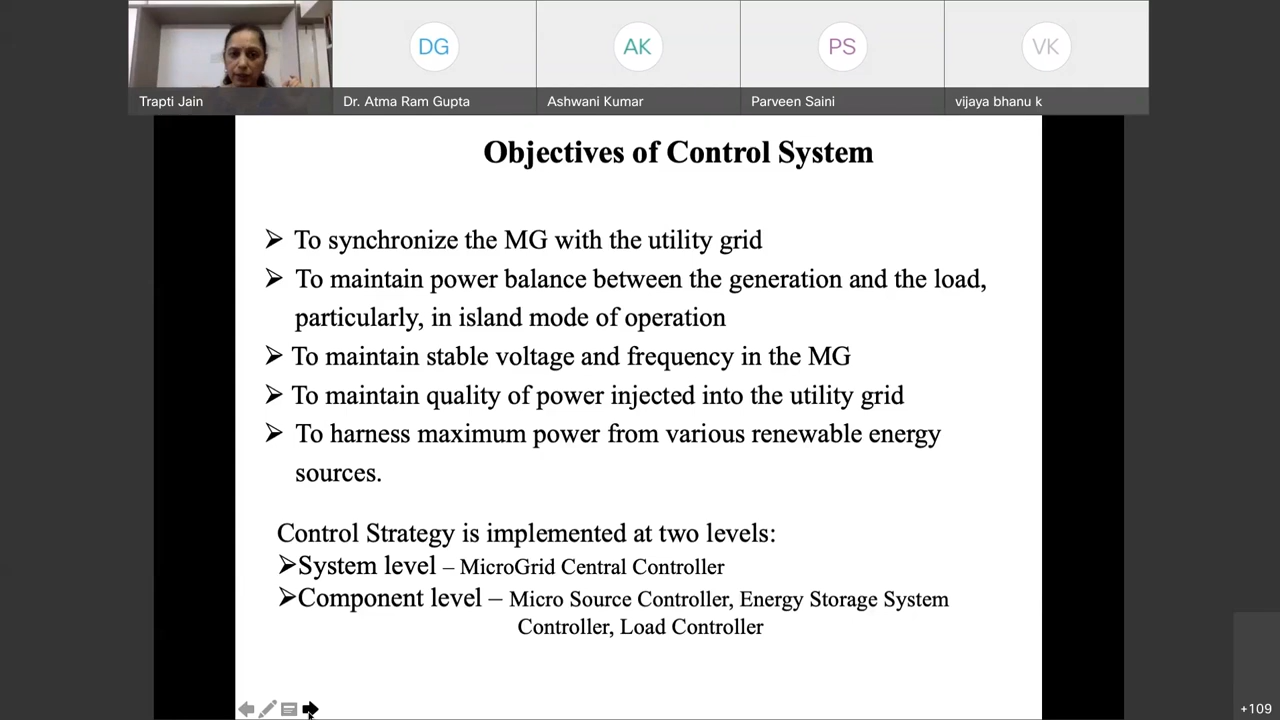 DG
AK
PS
VK
Trapti Jain
Dr. Atma Ram Gupta
Ashwani Kumar
Parveen Saini
vijaya bhanu k
Objectives of Control System
➢ To synchronize the MG with the utility grid
➢ To maintain power balance between the generation and the load,
particularly, in island mode of operation
➢ To maintain stable voltage and frequency in the MG
➢ To maintain quality of power injected into the utility grid
➢ To harness maximum power from various renewable energy
sources.
Control Strategy is implemented at two levels:
➢System level – MicroGrid Central Controller
➢Component level – Micro Source Controller, Energy Storage System
Controller, Load Controller
+109